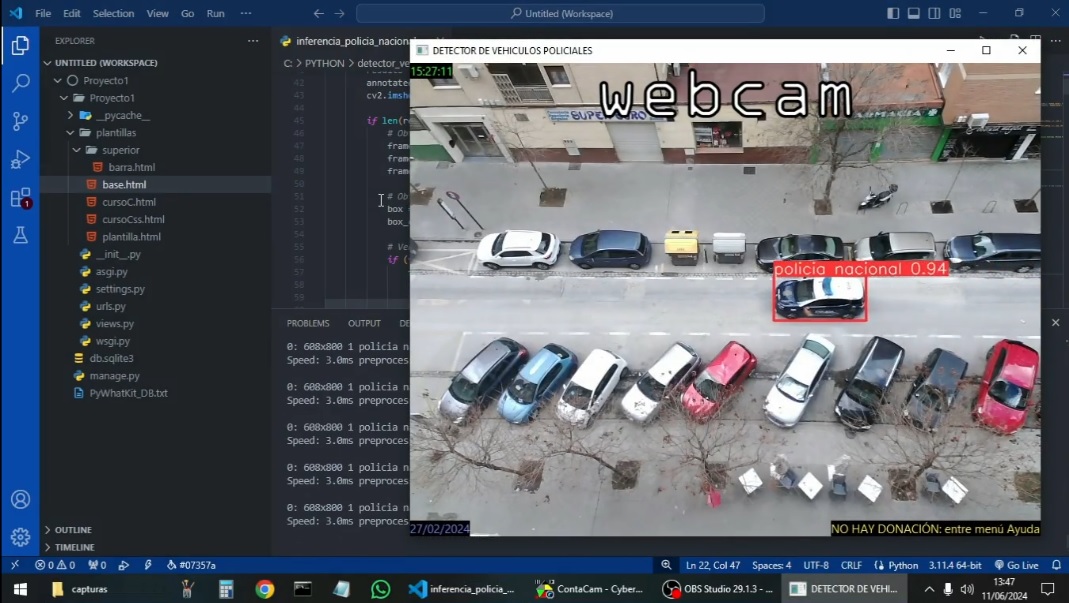 File Edit Selection View Go Run ···
Untitled (Workspace)
EXPLORER
UNTITLED (WORKSPACE)
Proyecto1
Proyecto1
__pycache__
plantillas
superior
barra.html
base.html
cursoC.html
cursoCss.html
plantilla.html
__init__.py
asgi.py
settings.py
urls.py
views.py
wsgi.py
db.sqlite3
manage.py
PyWhatKit_DB.txt
OUTLINE
TIMELINE
inferencia_policia_nacional
C: > PYTHON > detector_ve
42 annotate
43 cv2.imsh
44
45 if len(r
46 # Ob
47 fram
48 fram
49 fram
50
51 # Ob
52 box
53 box_
54
55 # Ve
56 if (
57
58
59
PROBLEMS OUTPUT DE
0: 608x800 1 policia n
Speed: 3.0ms preproces
0: 608x800 1 policia n
Speed: 3.0ms preproces
0: 608x800 1 policia n
Speed: 3.0ms preproces
0: 608x800 1 policia n
Speed: 3.0ms preproces
0: 608x800 1 policia n
Speed: 3.0ms preproces
DETECTOR DE VEHICULOS POLICIALES
15:27:11
webcam
policia nacional 0.94
27/02/2024
NO HAY DONACIÓN: entre menú Ayuda
0 0 0 #07357a
Ln 22, Col 47 Spaces: 4 UTF-8 CRLF Python 3.11.4 64-bit Go Live
capturas
inferencia_policia_...
ContaCam - Cyber...
OBS Studio 29.1.3 - ...
DETECTOR DE VEHI...
13:47
11/06/2024